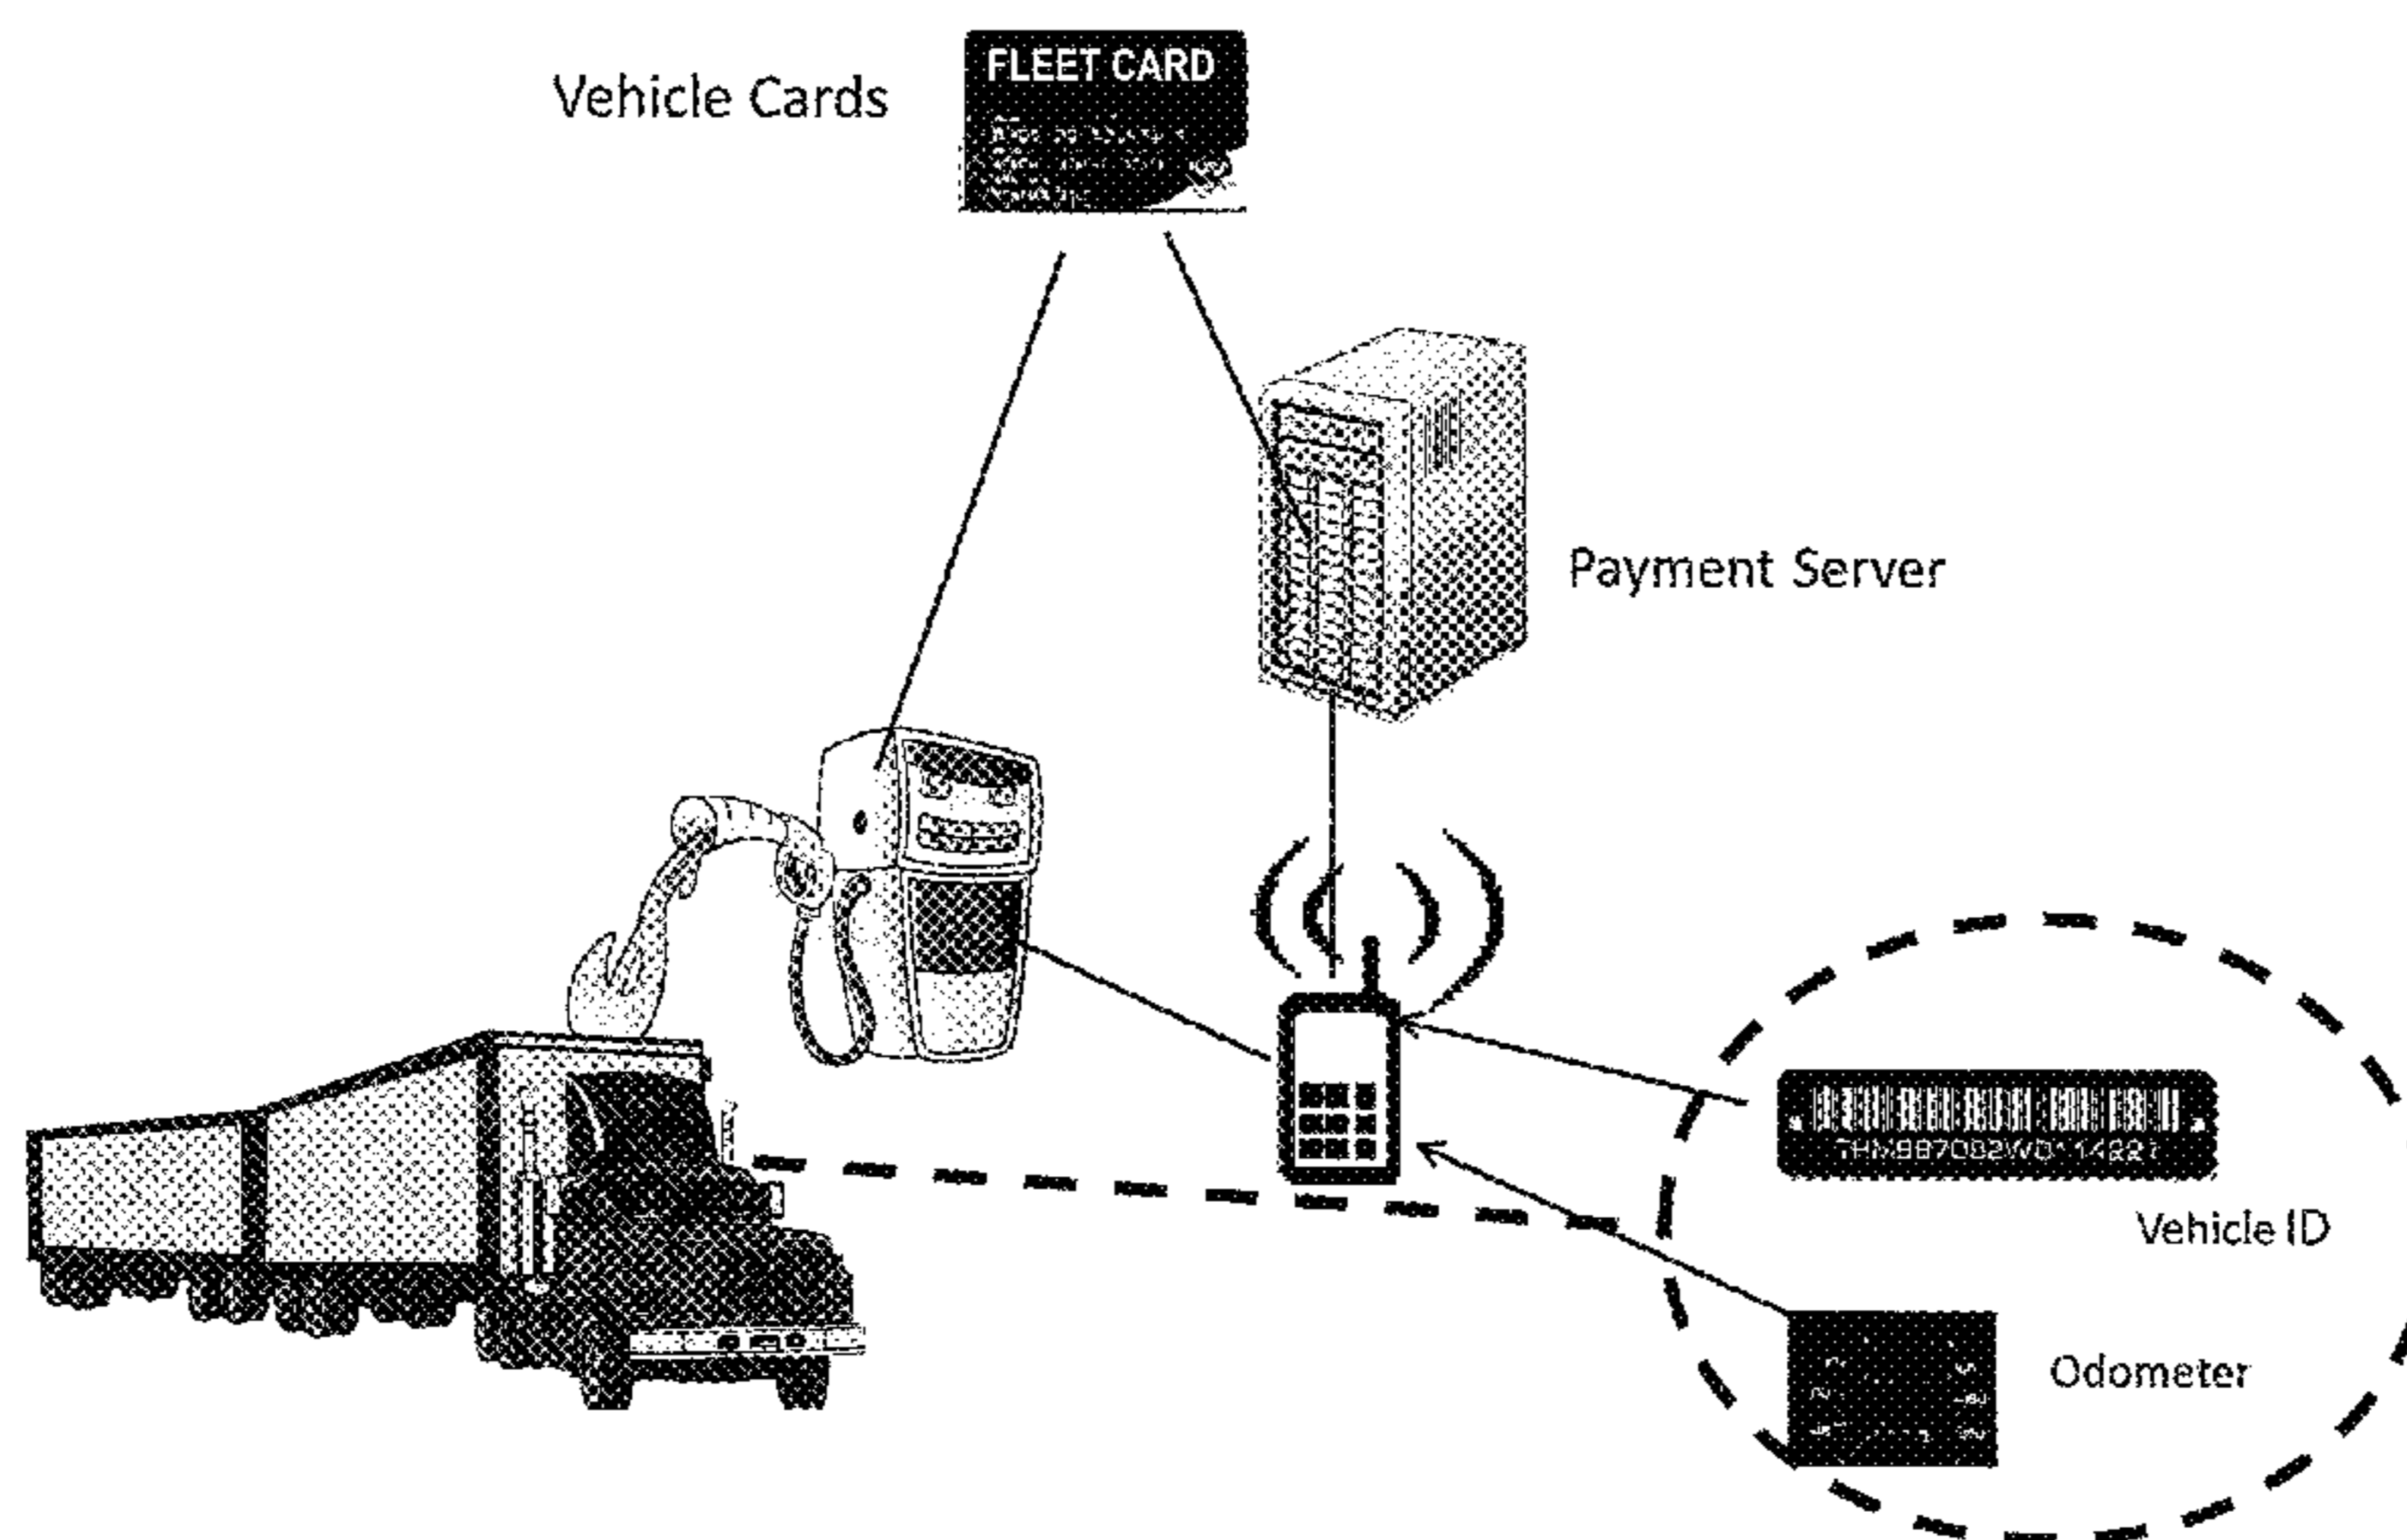 Vehicle Cards
FLEET CARD
Payment Server
Vehicle ID
Odometer